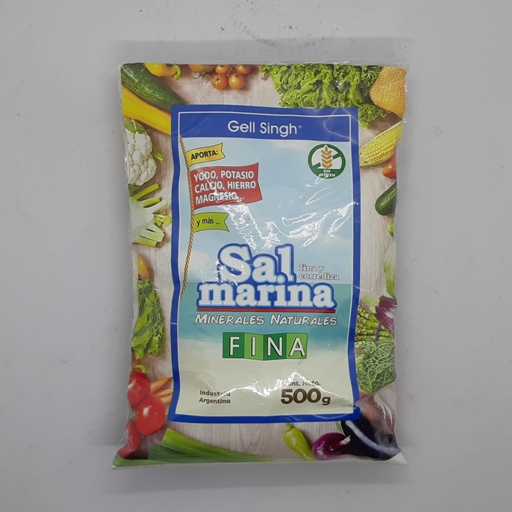 Gell Singh®
APORTA:
YODO, POTASIO
CALCIO, HIERRO
MAGNESIO
y más ...
SIN
Sal
fina y
corrediza
marina
MINERALES NATURALES
FINA
Industria
Argentina
Cont. Neto.
500g